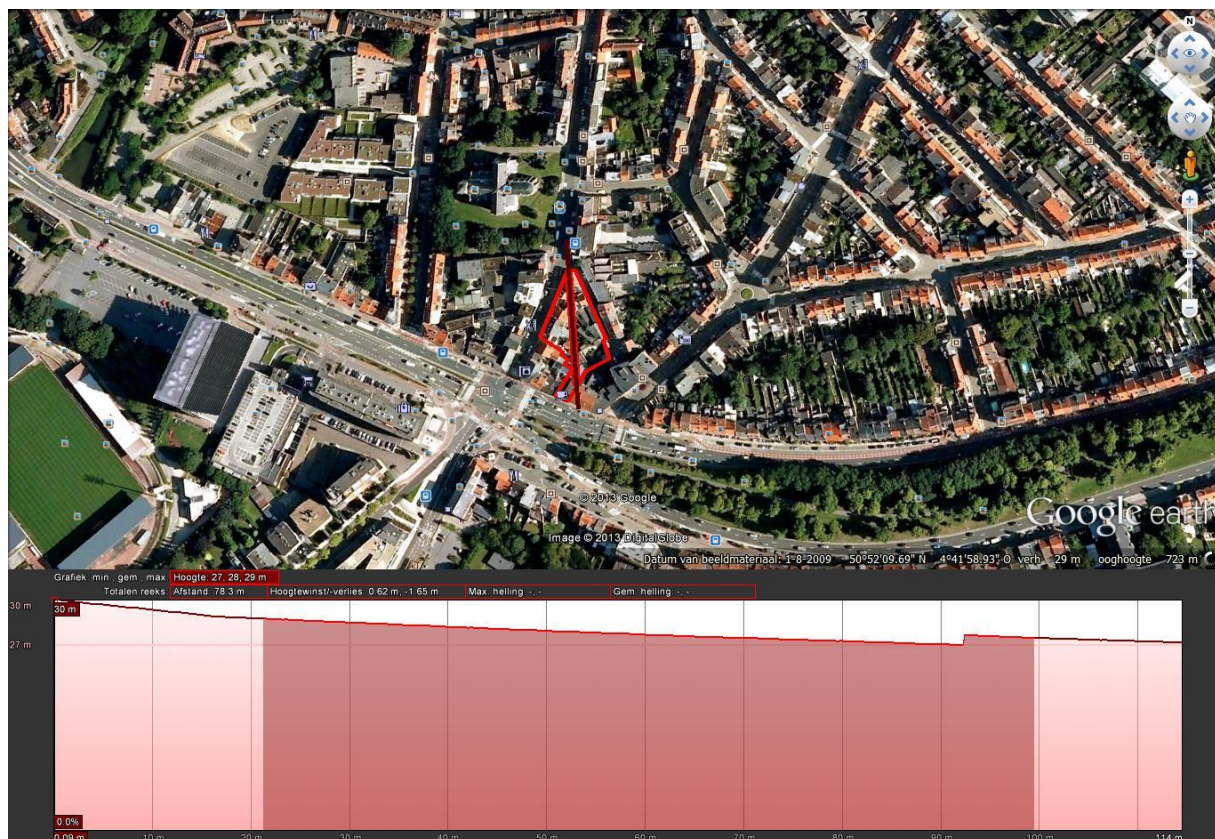 N
© 2013 Google
Google earth
Image © 2013 DigitalGlobe
Datum van beeldmateriaal: 1-8-2009 50°52'09.69" N 4°41'58.93" O verh 29 m ooghoogte 723 m
Grafiek min , gem , max Hoogte: 27, 28, 29 m
Totalen reeks: Afstand 78.3 m Hoogtewinst/-verlies 0.62 m, -1.65 m Max. helling -, - Gem. helling -, -
30 m
30 m
27 m
0.0%
0.09 m 10 m 20 m 30 m 40 m 50 m 60 m 70 m 80 m 90 m 100 m 114 m